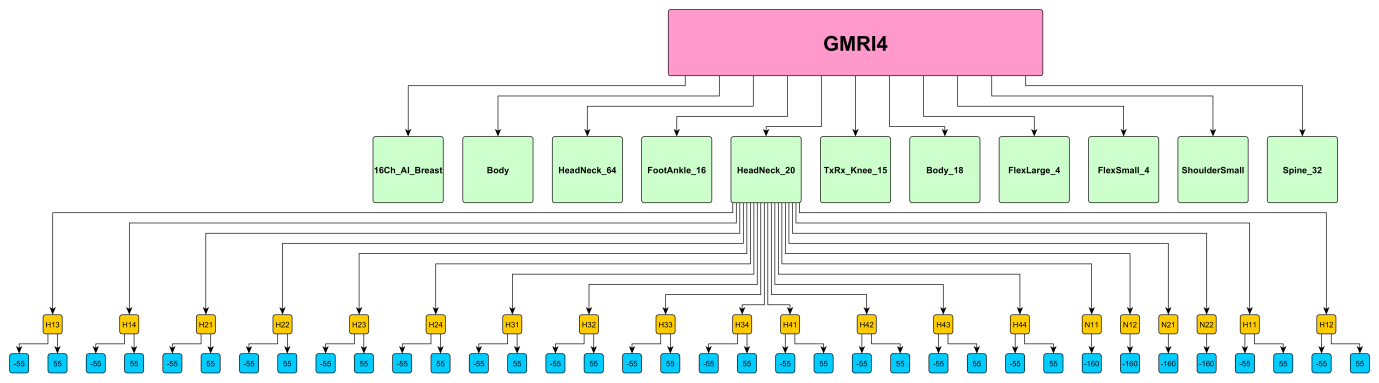 GMRI4
16Ch_AI_Breast Body HeadNeck_64 FootAnkle_16 HeadNeck_20 TxRx_Knee_15 Body_18 FlexLarge_4 FlexSmall_4 ShoulderSmall Spine_32
H13 H14 H21 H22 H23 H24 H31 H32 H33 H34 H41 H42 H43 H44 N11 N12 N21 N22 H11 H12
-55 55 -55 55 -55 55 -55 55 -55 55 -55 55 -55 55 -55 55 -55 55 -55 55 -55 55 -55 55 -55 55 -55 55 -160 -160 -160 -160 -55 55 -55 55